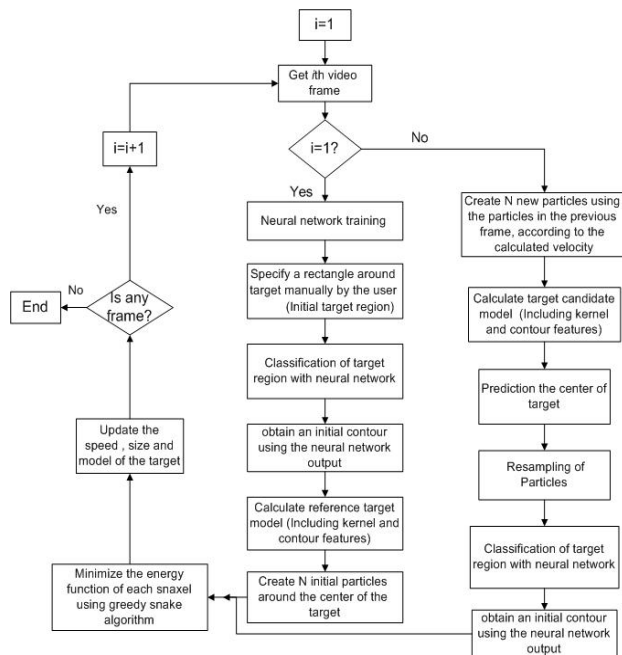 i=1
Get ith video
frame
i=1?
No
Yes
Neural network training
Specify a rectangle around
target manually by the user
(Initial target region)
Classification of target
region with neural network
obtain an initial contour
using the neural network
output
Calculate reference target
model (Including kernel and
contour features)
Create N initial particles
around the center of the
target
Create N new particles using
the particles in the previous
frame, according to the
calculated velocity
Calculate target candidate
model (Including kernel
and contour features)
Prediction the center of
target
Resampling of
Particles
Classification of target
region with neural network
obtain an initial contour
using the neural network
output
Minimize the energy
function of each snaxel
using greedy snake
algorithm
Update the
speed , size and
model of the target
Is any
frame?
No
End
Yes
i=i+1